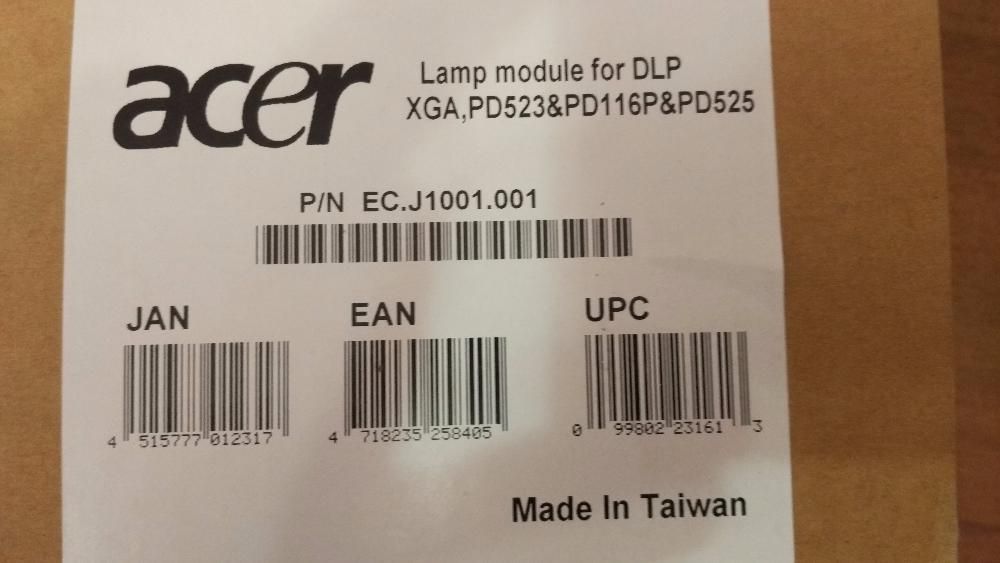 acer
Lamp module for DLP
XGA,PD523&PD116P&PD525
P/N EC.J1001.001
JAN
4 515777 012317
EAN
4 718235 258405
UPC
0 99802 23161 3
Made In Taiwan